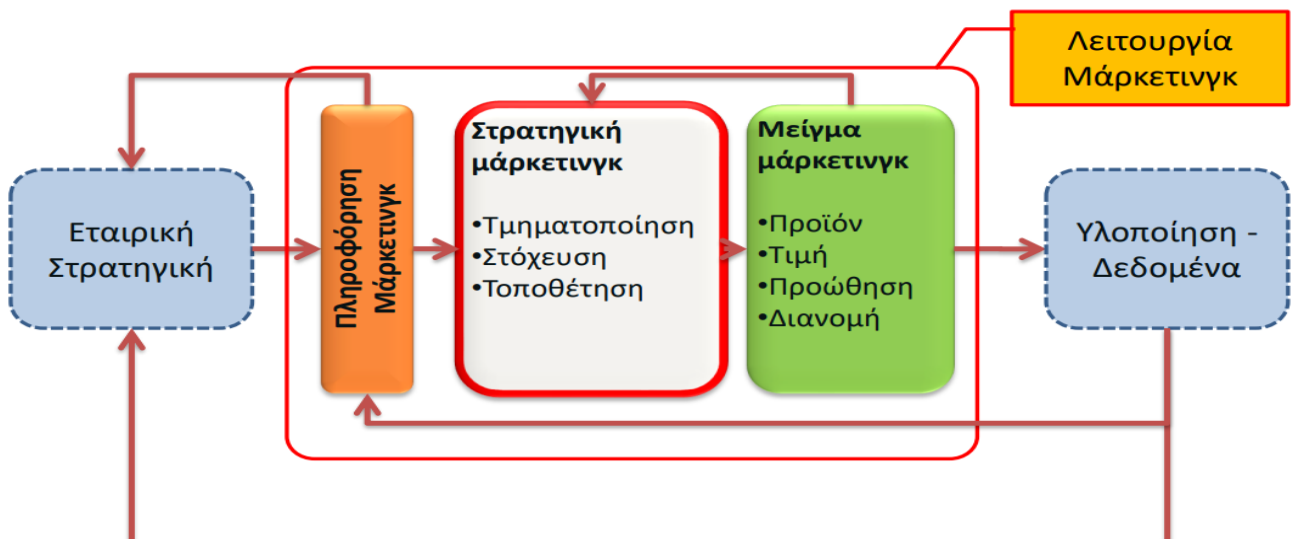 Λειτουργία
Μάρκετινγκ
Εταιρική
Στρατηγική
Πληροφόρηση
Μάρκετινγκ
Στρατηγική
μάρκετινγκ
•Τμηματοποίηση
•Στόχευση
•Τοποθέτηση
Μείγμα
μάρκετινγκ
•Προϊόν
•Τιμή
•Προώθηση
•Διανομή
Υλοποίηση -
Δεδομένα